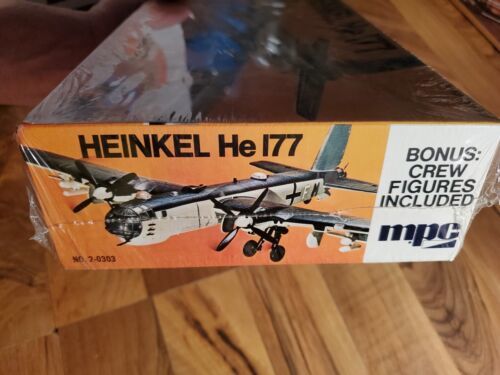 HEINKEL He 177
BONUS:
CREW
FIGURES
INCLUDED
mpc
NO. 2-0303